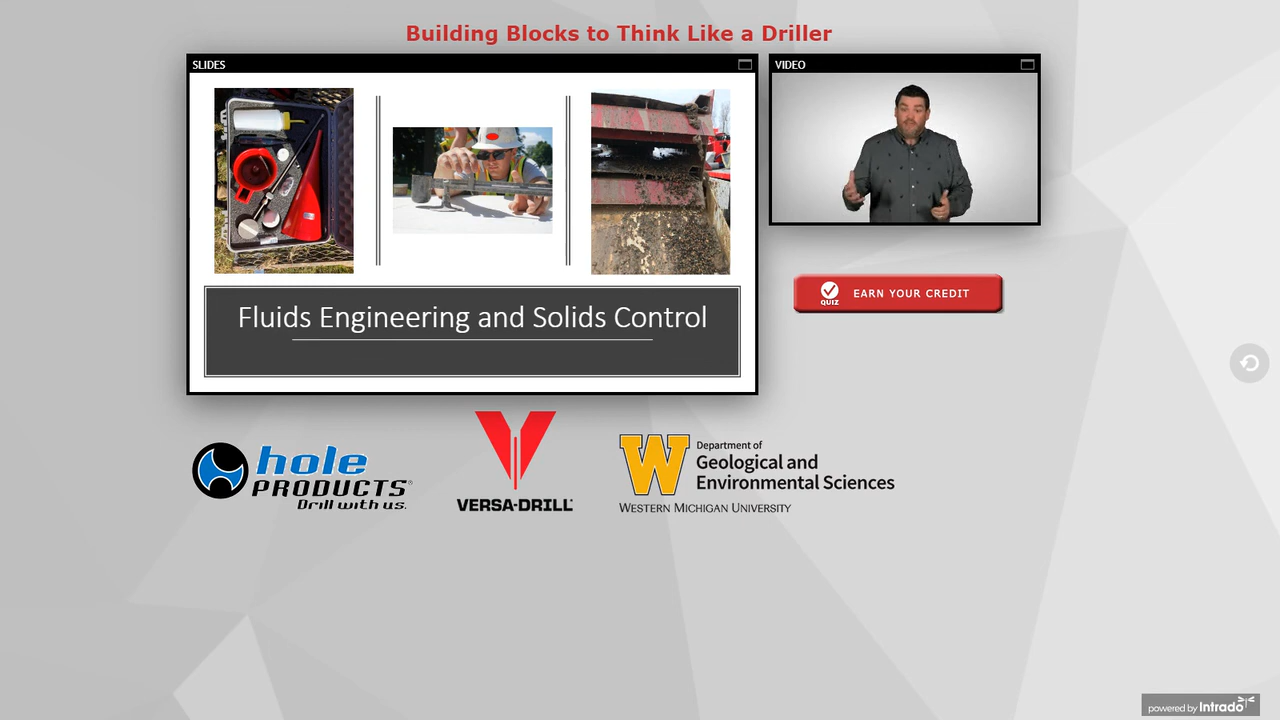 Building Blocks to Think Like a Driller
SLIDES
VIDEO
Fluids Engineering and Solids Control
QUIZ
EARN YOUR CREDIT
hole
PRODUCTS®
Drill with us.
VERSA-DRILL®
W
Department of
Geological and
Environmental Sciences
WESTERN MICHIGAN UNIVERSITY
powered by Intrado